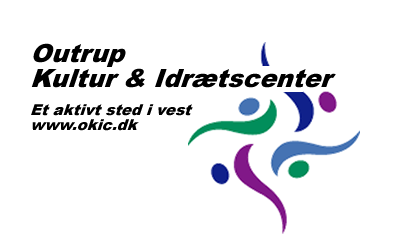 Outrup
Kultur & Idrætscenter
Et aktivt sted i vest
www.okic.dk